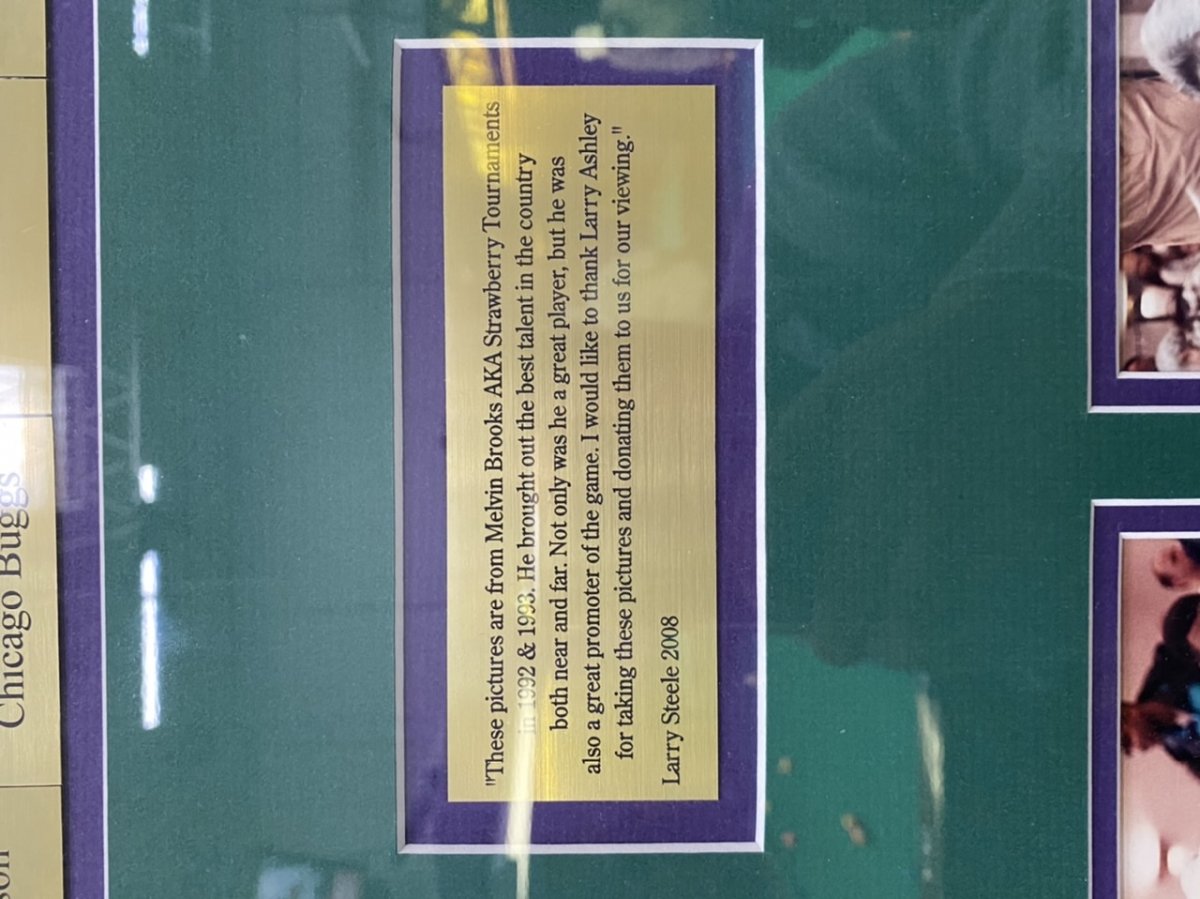 "These pictures are from Melvin Brooks AKA Strawberry Tournaments
in 1992 & 1993. He brought out the best talent in the country
both near and far. Not only was he a great player, but he was
also a great promoter of the game. I would like to thank Larry Ashley
for taking these pictures and donating them to us for our viewing."
Larry Steele 2008
Chicago Buggs